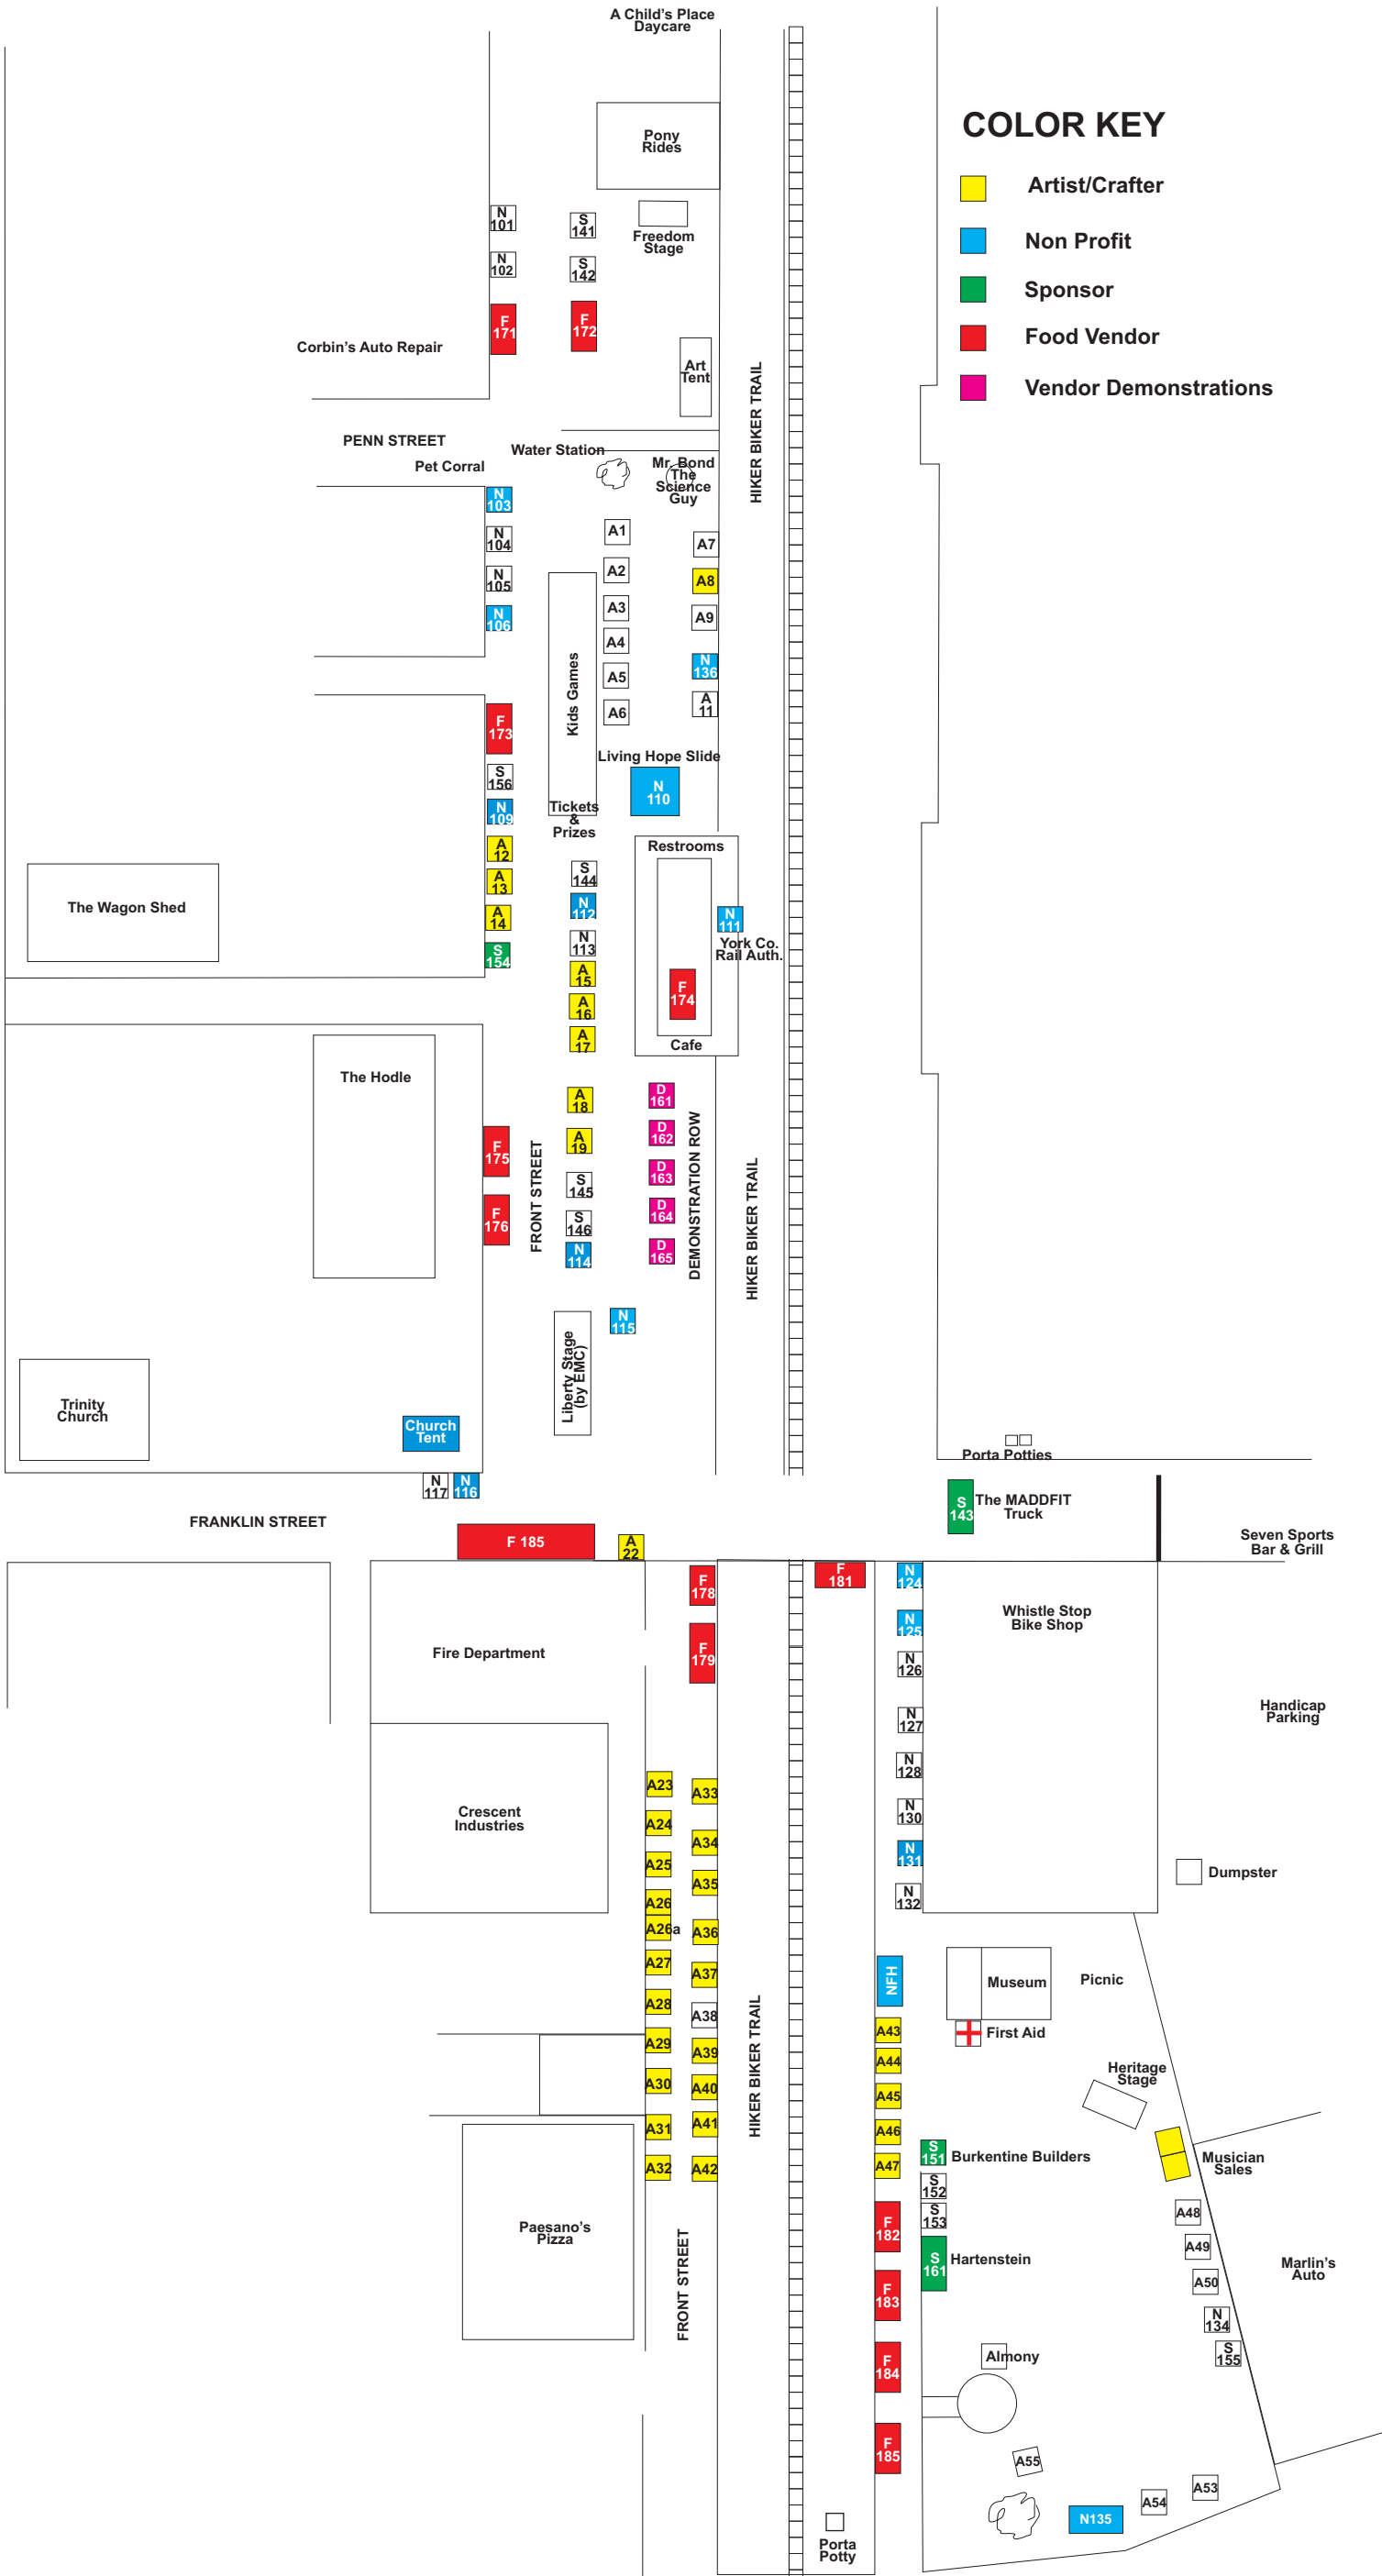 A Child's Place
Daycare
Pony
Rides
COLOR KEY
Artist/Crafter
Non Profit
Sponsor
Food Vendor
Vendor Demonstrations
N
101
S
141
Freedom
Stage
N
102
S
142
F
171
F
172
Corbin's Auto Repair
Art
Tent
HIKER BIKER TRAIL
PENN STREET
Pet Corral
Water Station
Mr. Bond
The
Science
Guy
N
103
N
104
N
105
N
106
A1
A2
A3
A4
A5
A6
A7
A8
A9
N
136
A
11
Kids Games
F
173
S
156
N
109
Living Hope Slide
N
110
Tickets
&
Prizes
A
12
A
13
A
14
S
154
The Wagon Shed
S
144
N
112
N
113
A
15
A
16
A
17
Restrooms
N
111
York Co.
Rail Auth.
F
174
Cafe
The Hodle
A
18
A
19
S
145
S
146
N
114
D
161
D
162
D
163
D
164
D
165
F
175
F
176
FRONT STREET
DEMONSTRATION ROW
HIKER BIKER TRAIL
N
115
Liberty Stage
(by EMC)
Trinity
Church
Church
Tent
N
117
N
116
Porta Potties
S
143
The MADDFIT
Truck
FRANKLIN STREET
F 185
A
22
Seven Sports
Bar & Grill
F
178
F
179
F
181
N
124
N
125
N
126
N
127
N
128
N
130
N
131
N
132
Whistle Stop
Bike Shop
Fire Department
Handicap
Parking
Crescent
Industries
Dumpster
A23
A24
A25
A26
A26a
A27
A28
A29
A30
A31
A32
A33
A34
A35
A36
A37
A38
A39
A40
A41
A42
HIKER BIKER TRAIL
NFH
Museum
Picnic
First Aid
A43
A44
A45
A46
A47
Heritage
Stage
S
151
Burkentine Builders
S
152
S
153
S
161
Hartenstein
Musician
Sales
A48
A49
A50
N
134
S
155
Marlin's
Auto
Paesano's
Pizza
FRONT STREET
F
182
F
183
F
184
F
185
Almony
A55
A53
A54
N135
Porta
Potty